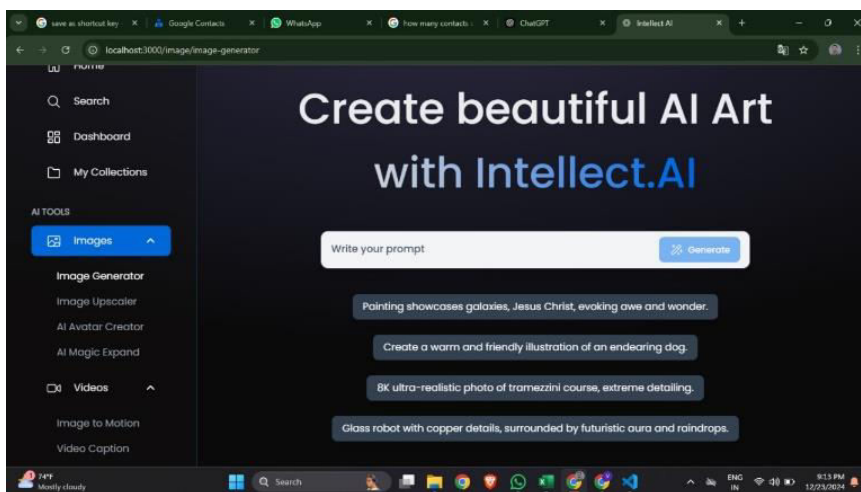 save as shortcut key
Google Contacts
WhatsApp
how many contacts
ChatGPT
Intellect AI
localhost:3000/image/image-generator
Home
Search
Dashboard
My Collections
AI TOOLS
Images
Image Generator
Image Upscaler
AI Avatar Creator
AI Magic Expand
Videos
Image to Motion
Video Caption
Create beautiful AI Art
with Intellect.AI
Write your prompt
Generate
Painting showcases galaxies, Jesus Christ, evoking awe and wonder.
Create a warm and friendly illustration of an endearing dog.
8K ultra-realistic photo of tramezzini course, extreme detailing.
Glass robot with copper details, surrounded by futuristic aura and raindrops.
74°F
Mostly cloudy
Search
ENG
IN
9:13 PM
12/23/2024